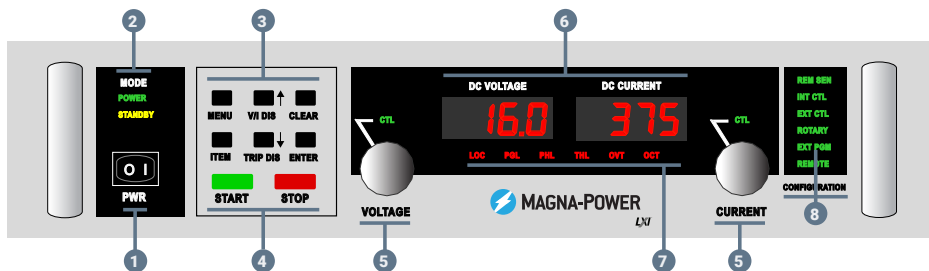 2
3
6
MODE
POWER
STANDBY
O I
PWR
MENU V/I DIS ↑ CLEAR
ITEM TRIP DIS ↓ ENTER
START STOP
CTL
VOLTAGE
DC VOLTAGE DC CURRENT
16.0 375
LOC PGL PHL THL OVT OCT
MAGNA-POWER
LXI
CTL
CURRENT
REM SEN
INT CTL
EXT CTL
ROTARY
EXT PGM
REMOTE
CONFIGURATION
8
1
4
5
7
5